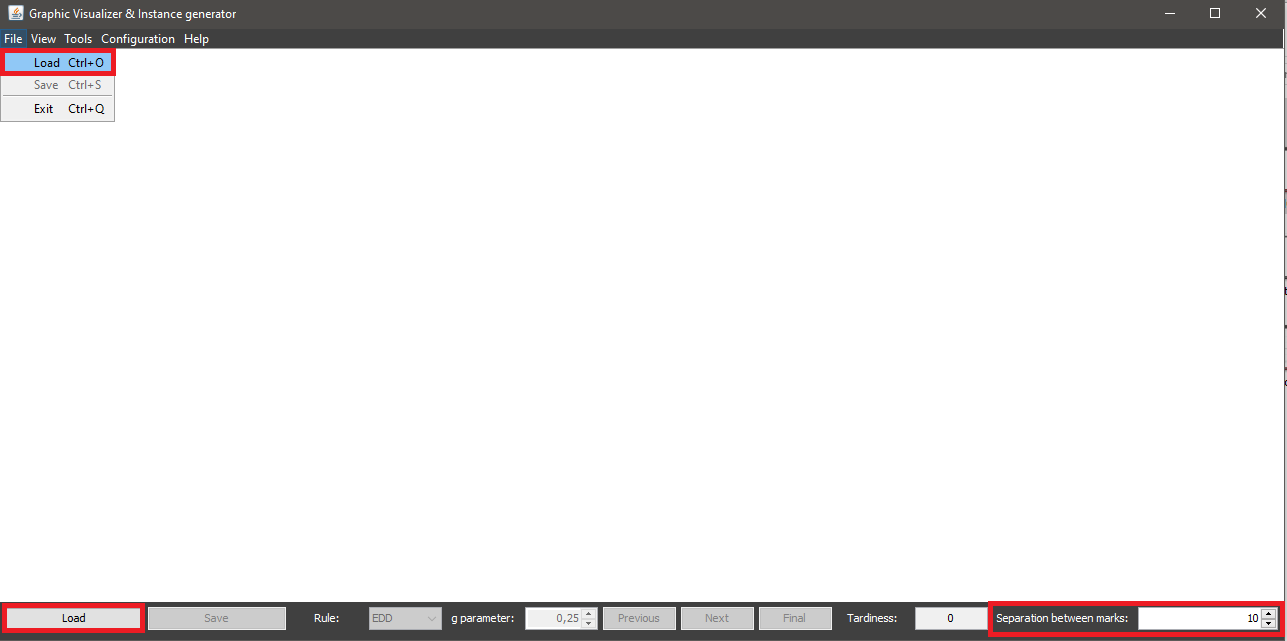 Graphic Visualizer & Instance generator
File View Tools Configuration Help
Load Ctrl+O
Save Ctrl+S
Exit Ctrl+Q
Load Save Rule: EDD g parameter: 0,25 Previous Next Final Tardiness: 0 Separation between marks: 10